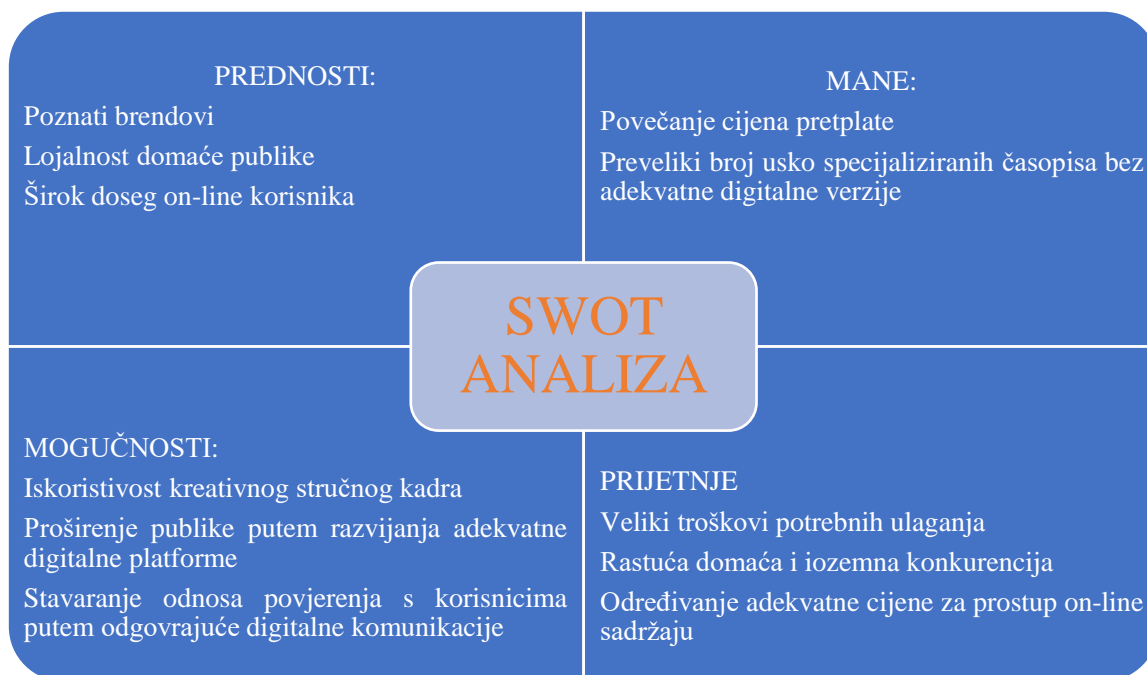 PREDNOSTI:
Poznati brendovi
Lojalnost domaće publike
Širok doseg on-line korisnika
MANE:
Povečanje cijena pretplate
Preveliki broj usko specijaliziranih časopisa bez
adekvatne digitalne verzije
SWOT
ANALIZA
MOGUČNOSTI:
Iskoristivost kreativnog stručnog kadra
Proširenje publike putem razvijanja adekvatne
digitalne platforme
Stavaranje odnosa povjerenja s korisnicima
putem odgovrajuće digitalne komunikacije
PRIJETNJE
Veliki troškovi potrebnih ulaganja
Rastuća domaća i iozemna konkurencija
Određivanje adekvatne cijene za prostup on-line
sadržaju